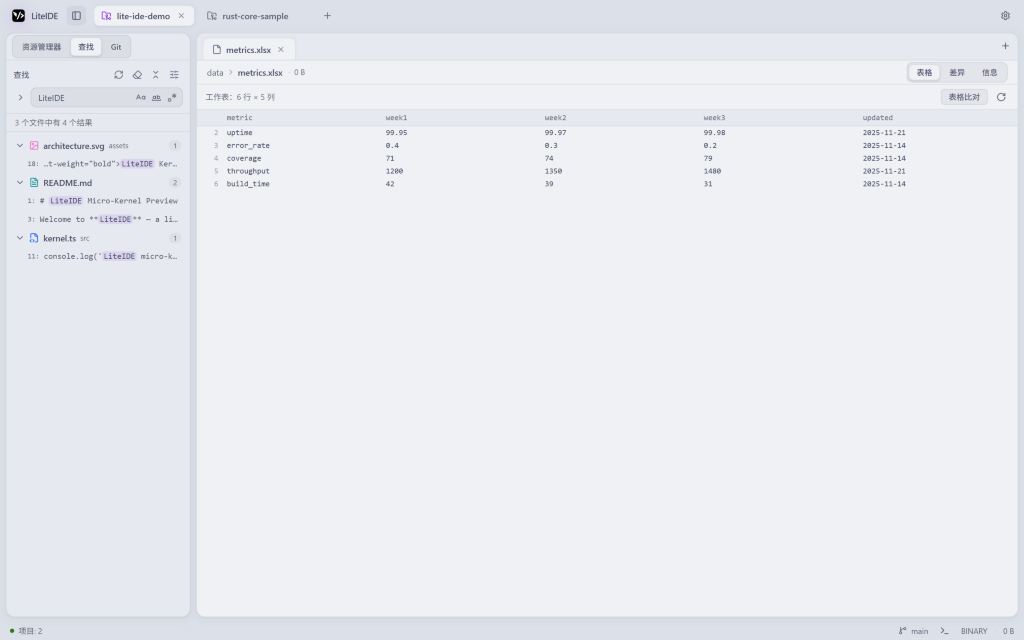 LiteIDE lite-ide-demo rust-core-sample
资源管理器 查找 Git
查找
LiteIDE Aa ab
3 个文件中有 4 个结果
architecture.svg assets 1
18: …t-weight="bold">LiteIDE Ker…
README.md 2
1: # LiteIDE Micro-Kernel Preview
3: Welcome to **LiteIDE** — a li…
kernel.ts src 1
11: console.log('LiteIDE micro-k…
metrics.xlsx
data > metrics.xlsx · 0 B
表格 差异 信息
工作表: 6 行 × 5 列
表格比对
metric week1 week2 week3 updated
2 uptime 99.95 99.97 99.98 2025-11-21
3 error_rate 0.4 0.3 0.2 2025-11-14
4 coverage 71 74 79 2025-11-14
5 throughput 1200 1350 1480 2025-11-21
6 build_time 42 39 31 2025-11-14
项目: 2
main BINARY · 0 B